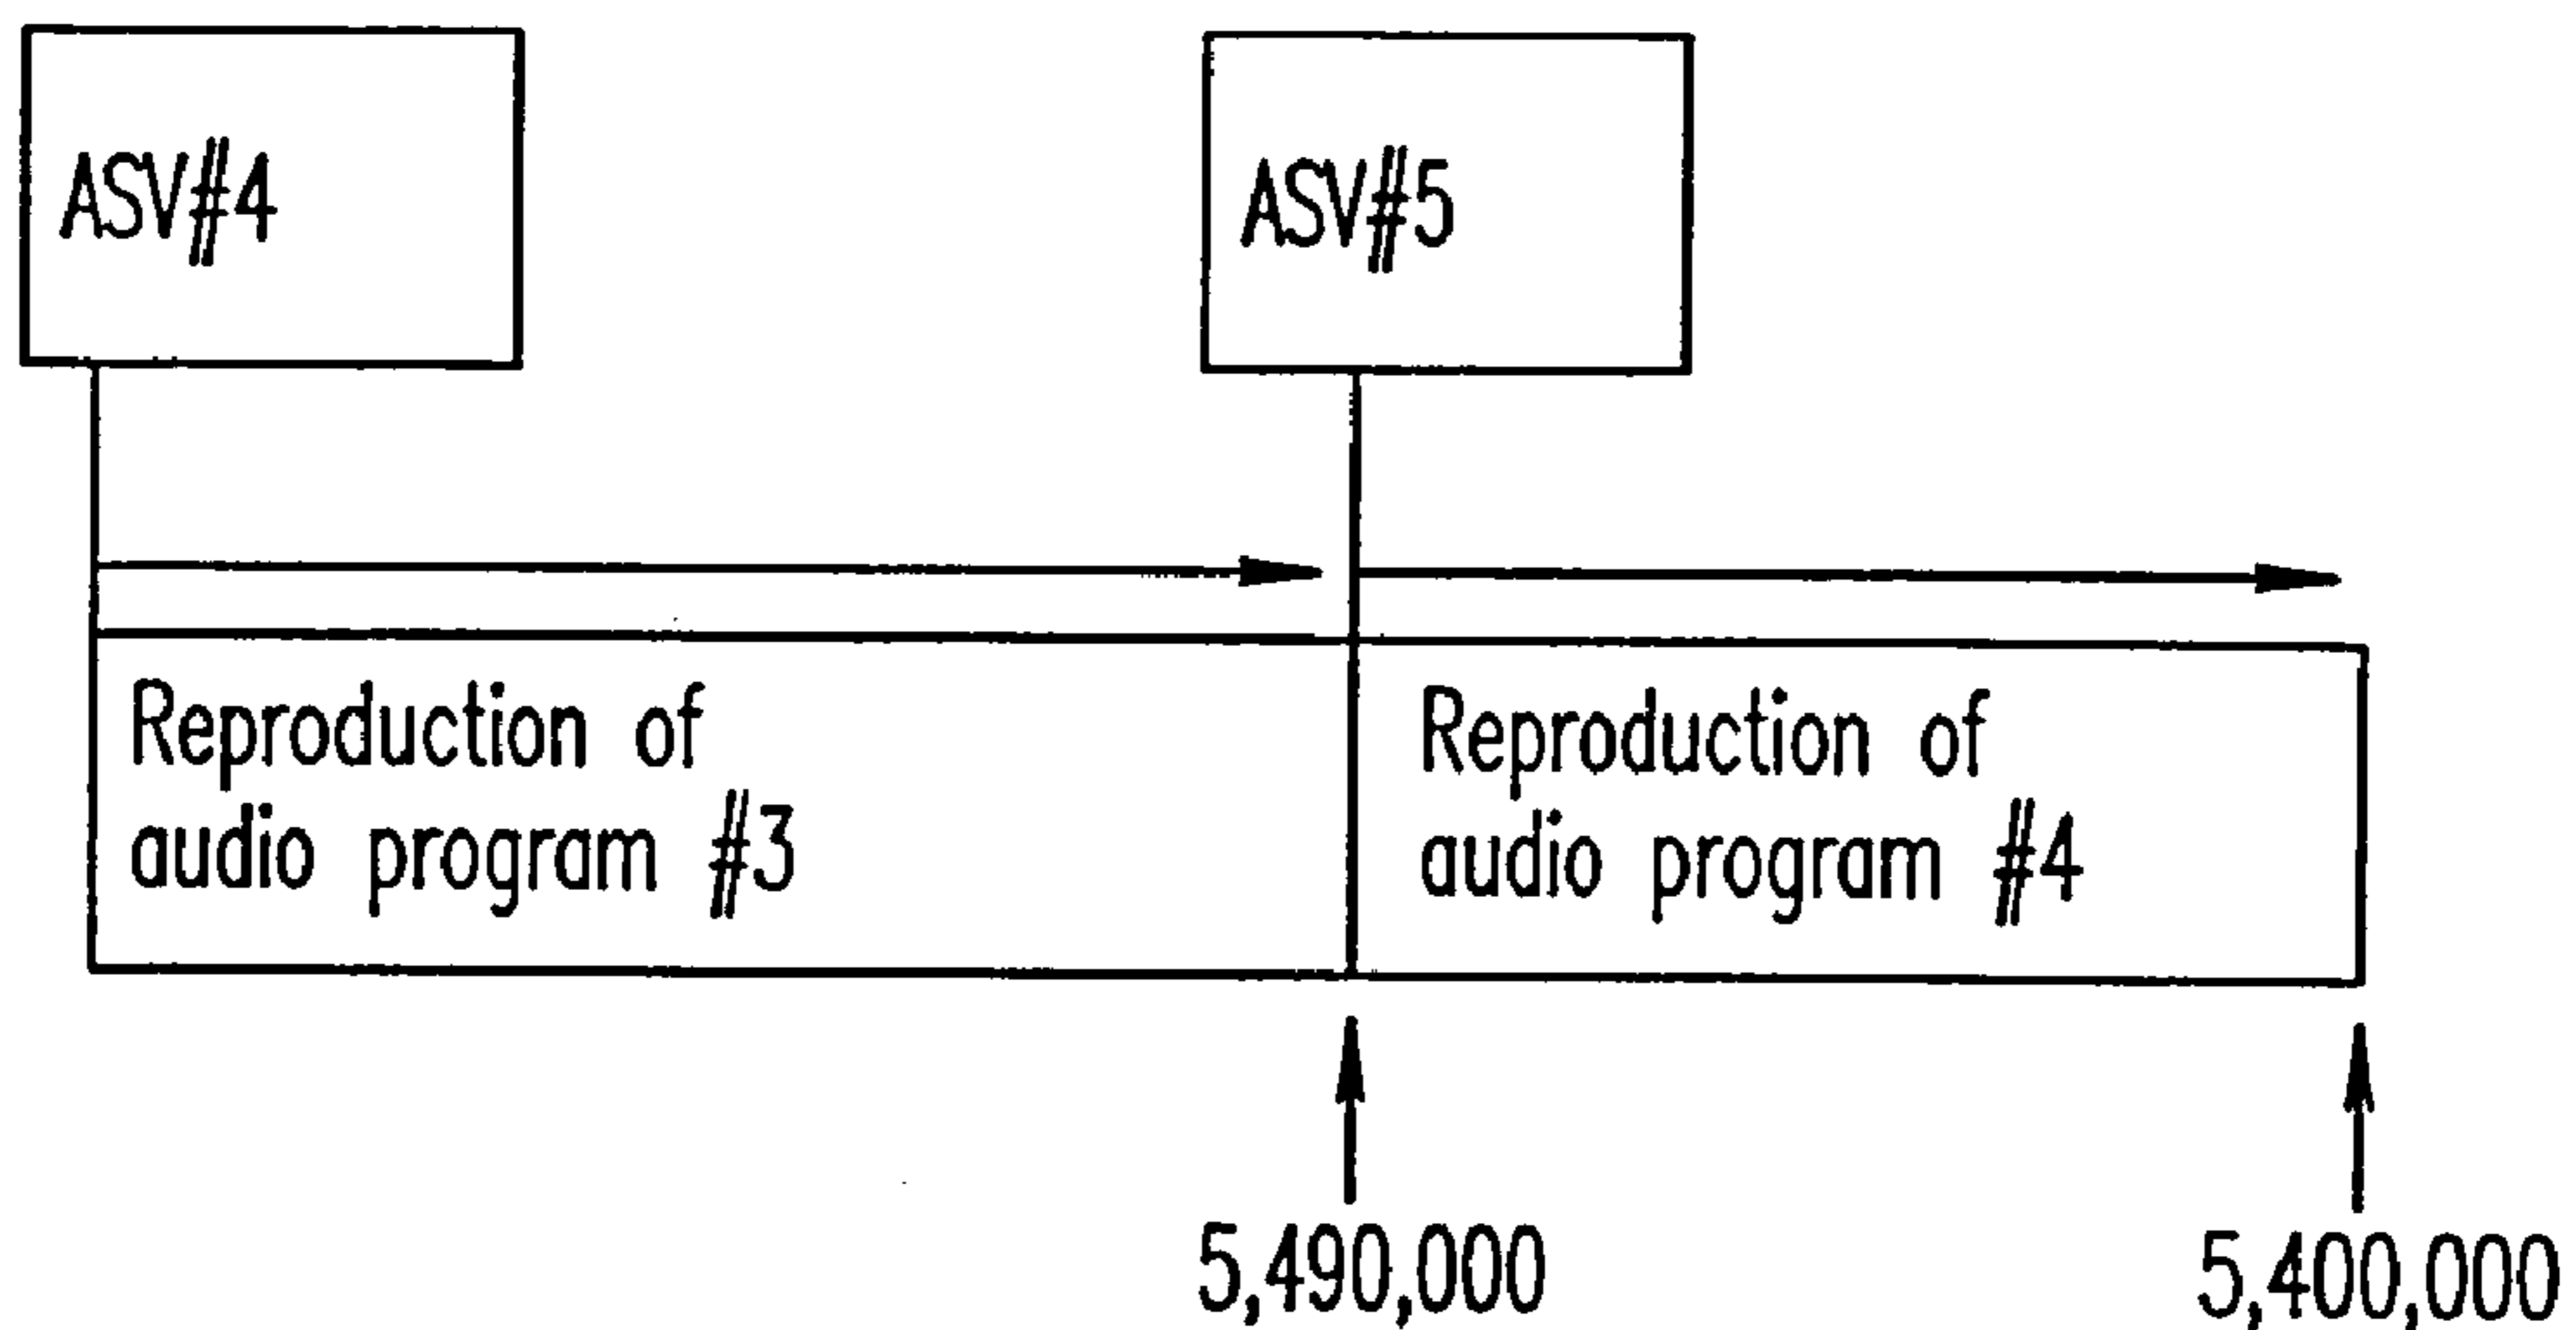 ASV#4
ASV#5
Reproduction of
audio program #3
Reproduction of
audio program #4
5,490,000
5,400,000